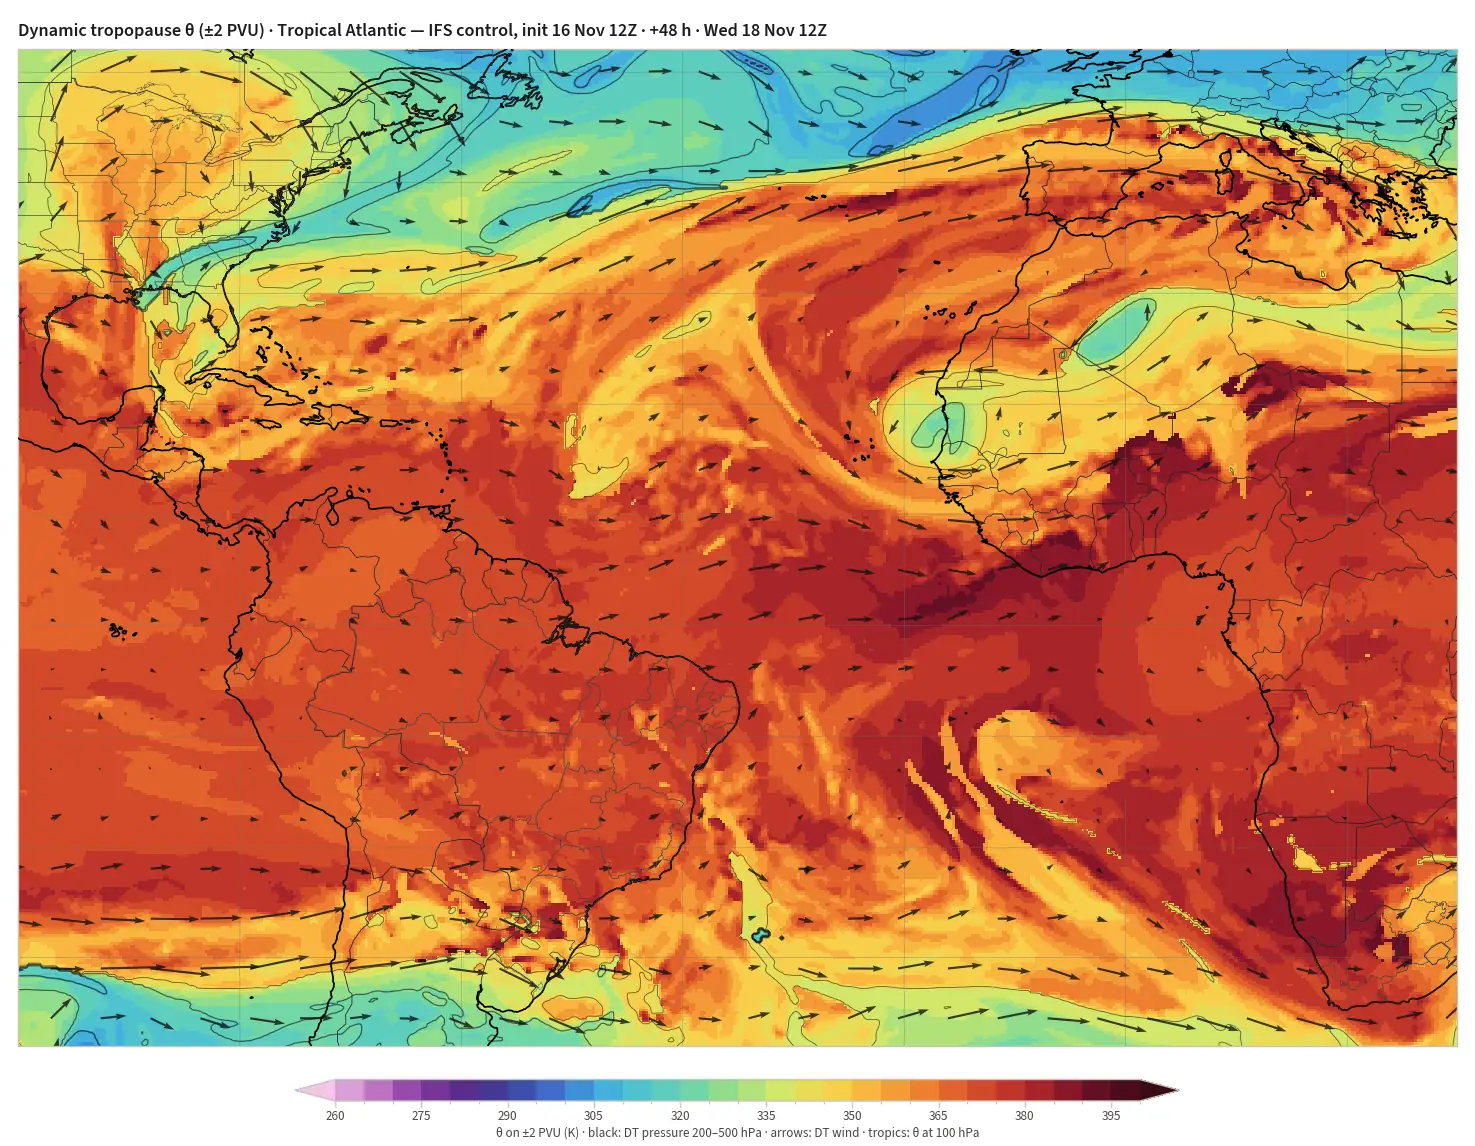 Dynamic tropopause θ (±2 PVU) · Tropical Atlantic — IFS control, init 16 Nov 12Z · +48 h · Wed 18 Nov 12Z
260 275 290 305 320 335 350 365 380 395
θ on ±2 PVU (K) · black: DT pressure 200–500 hPa · arrows: DT wind · tropics: θ at 100 hPa